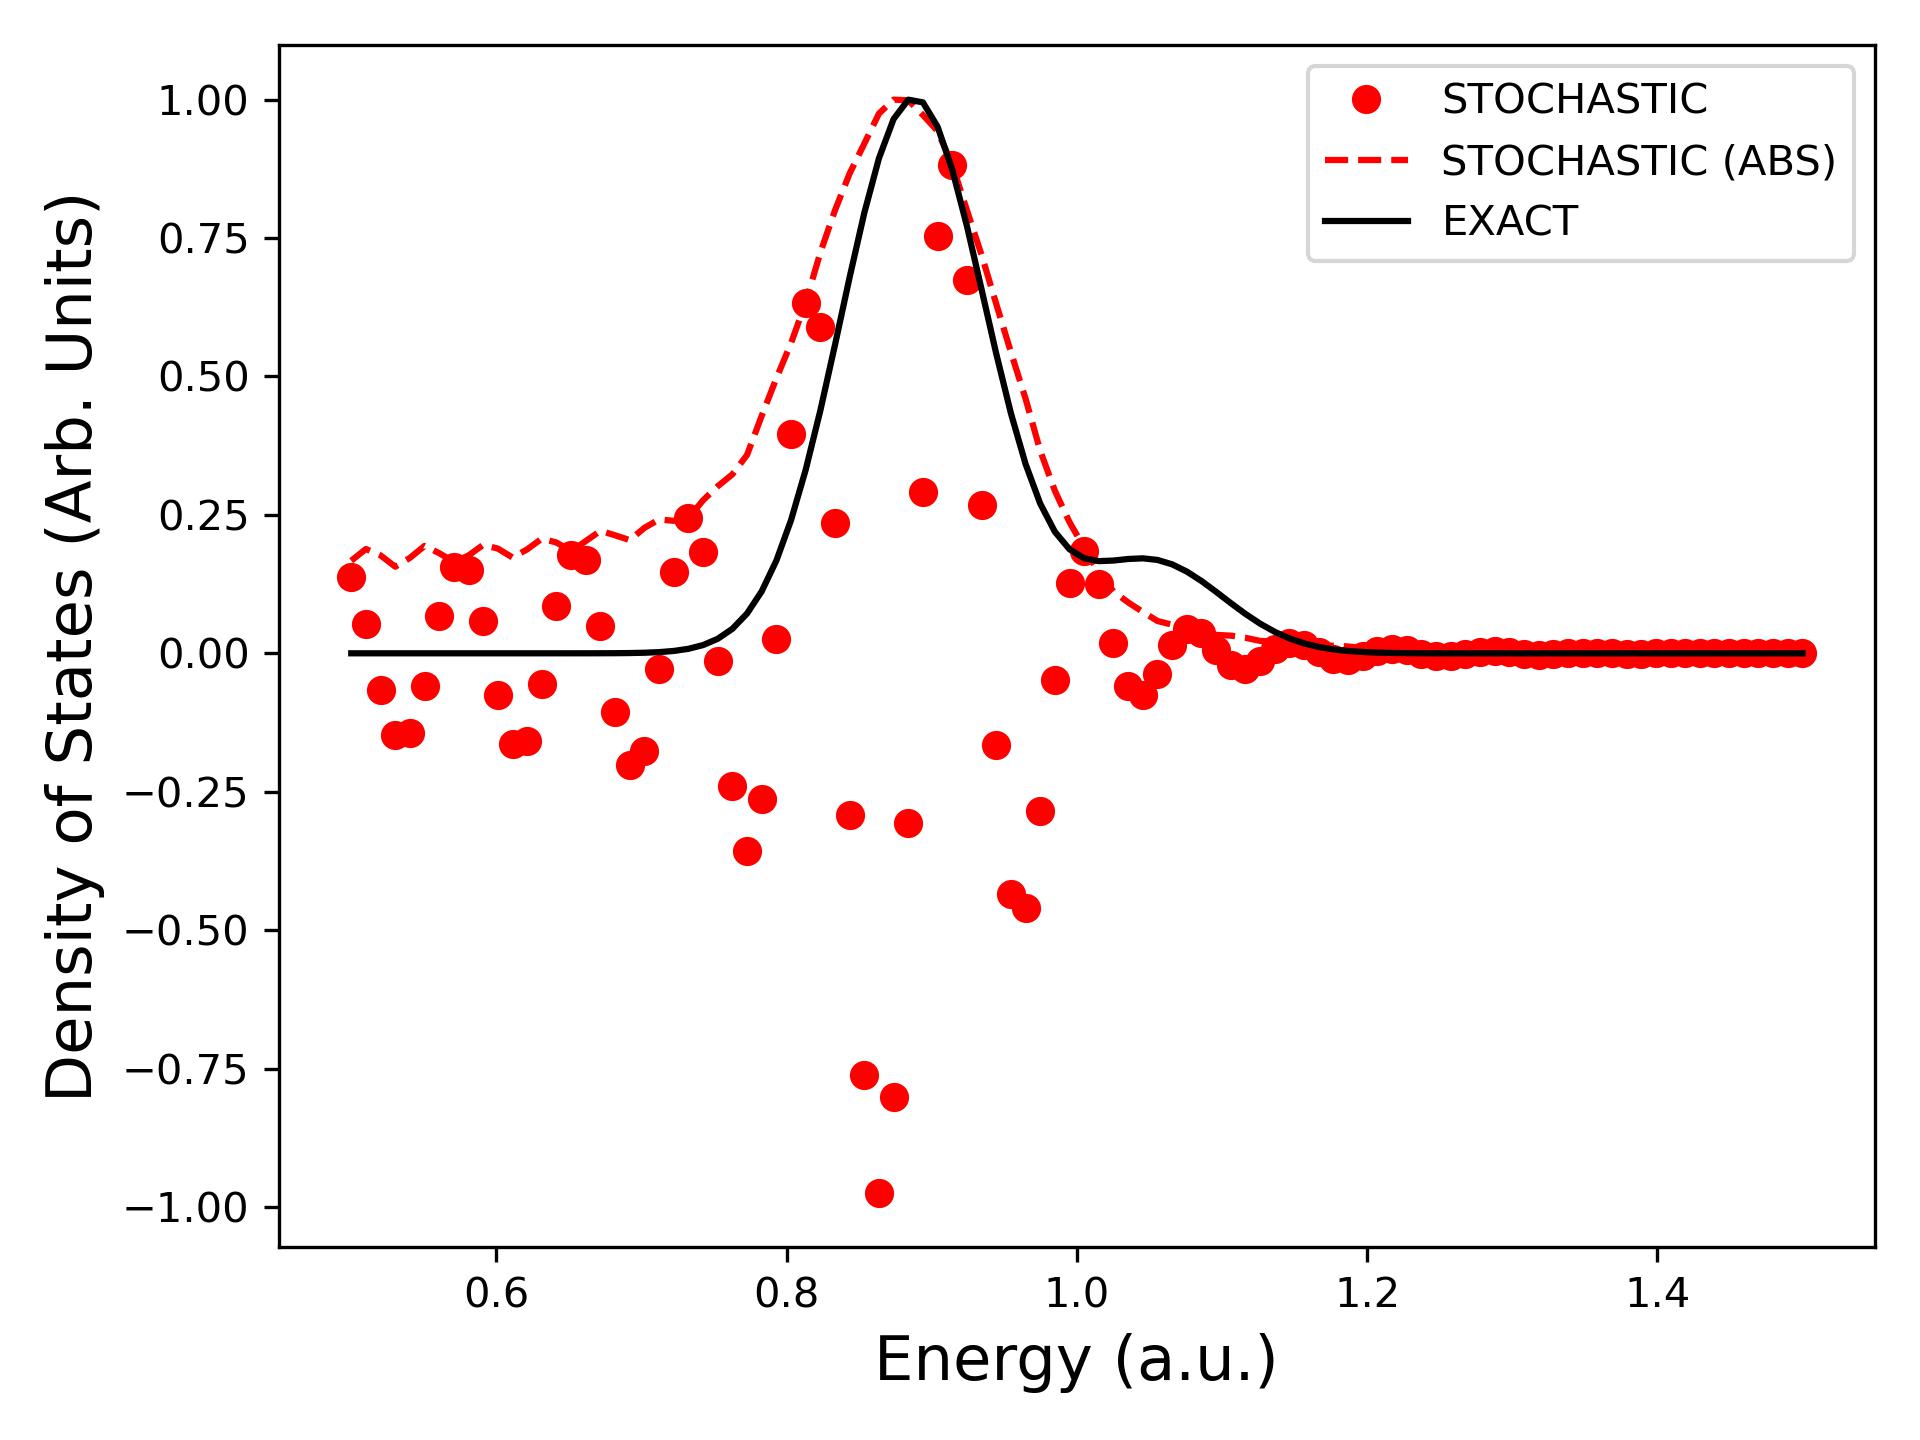 STOCHASTIC
STOCHASTIC (ABS)
EXACT
Density of States (Arb. Units)
1.00
0.75
0.50
0.25
0.00
−0.25
−0.50
−0.75
−1.00
0.6 0.8 1.0 1.2 1.4
Energy (a.u.)